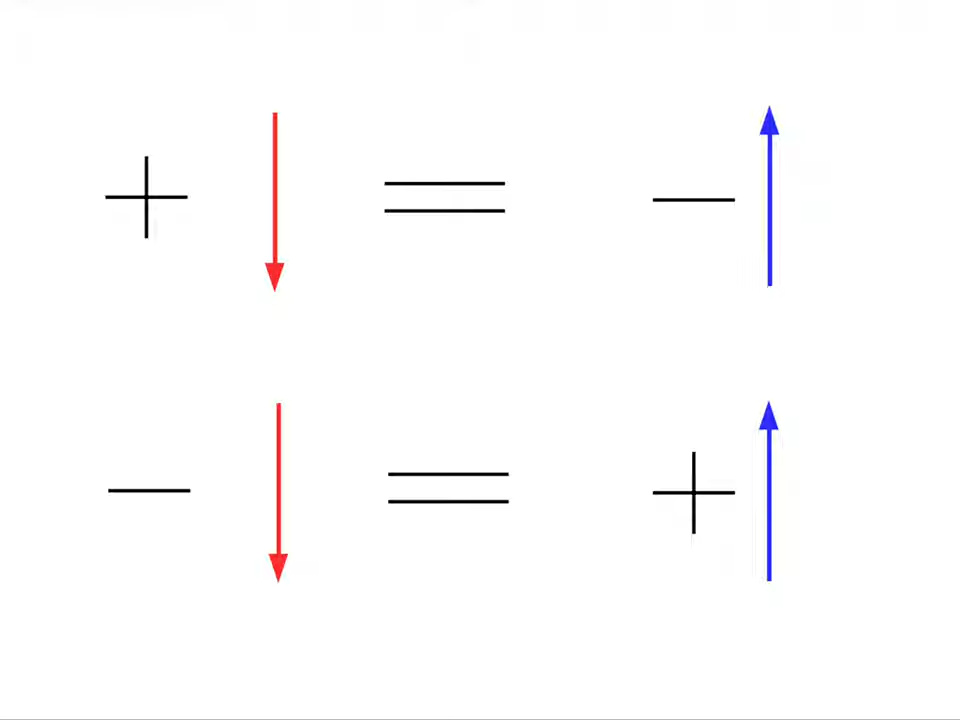 + ↓ = − ↑
− ↓ = + ↑